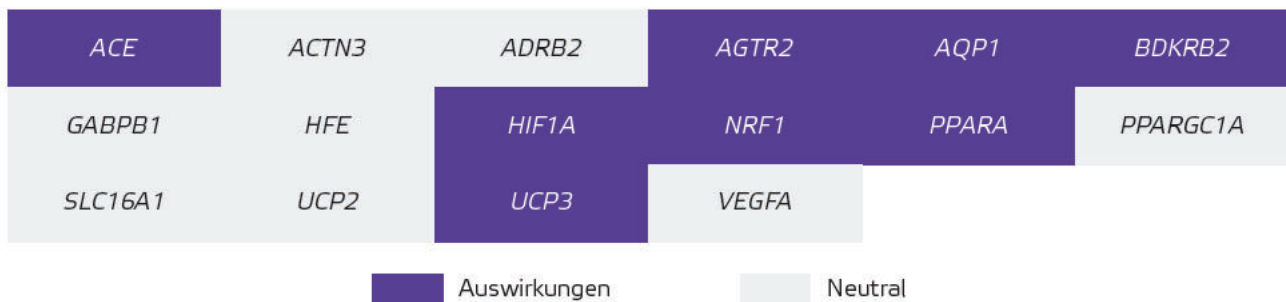 ACE ACTN3 ADRB2 AGTR2 AQP1 BDKRB2
GABPB1 HFE HIF1A NRF1 PPARA PPARGC1A
SLC16A1 UCP2 UCP3 VEGFA
Auswirkungen Neutral